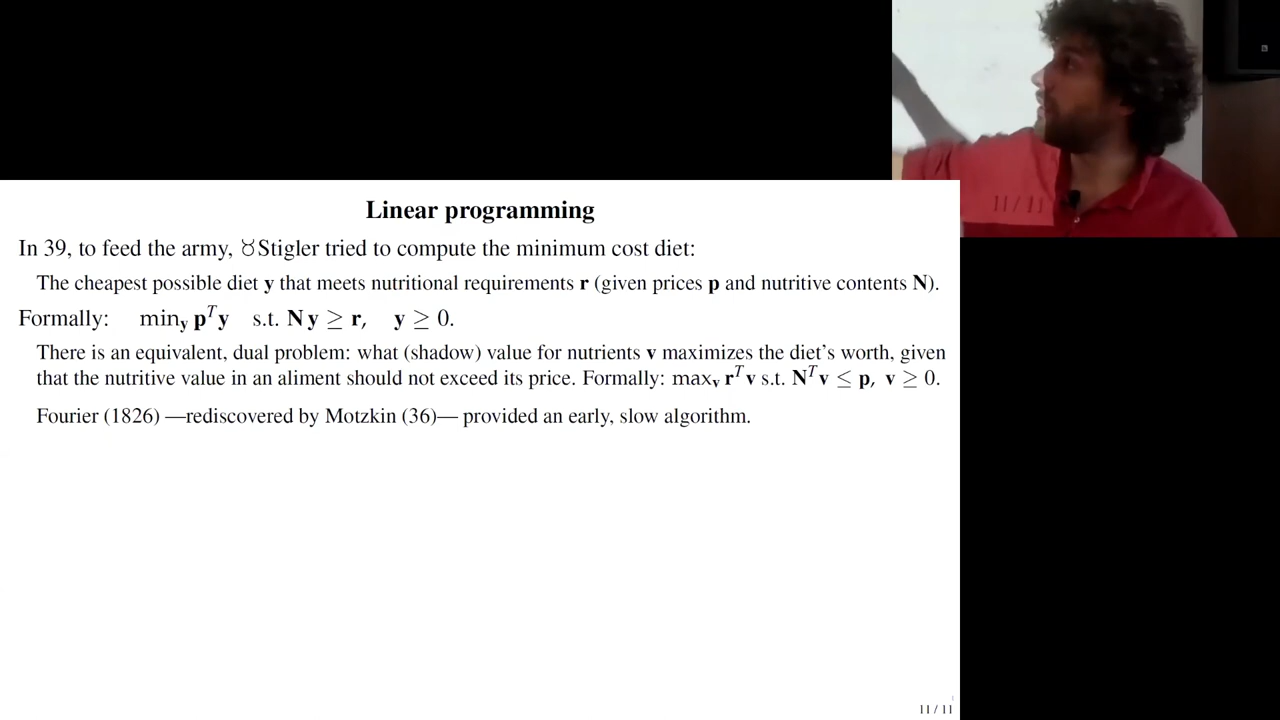 Linear programming
In 39, to feed the army, ♉Stigler tried to compute the minimum cost diet:
The cheapest possible diet y that meets nutritional requirements r (given prices p and nutritive contents N).
Formally: min_y p^T y s.t. N y ≥ r, y ≥ 0.
There is an equivalent, dual problem: what (shadow) value for nutrients v maximizes the diet's worth, given
that the nutritive value in an aliment should not exceed its price. Formally: max_v r^T v s.t. N^T v ≤ p, v ≥ 0.
Fourier (1826) —rediscovered by Motzkin (36)— provided an early, slow algorithm.
11 / 11
11 / 11